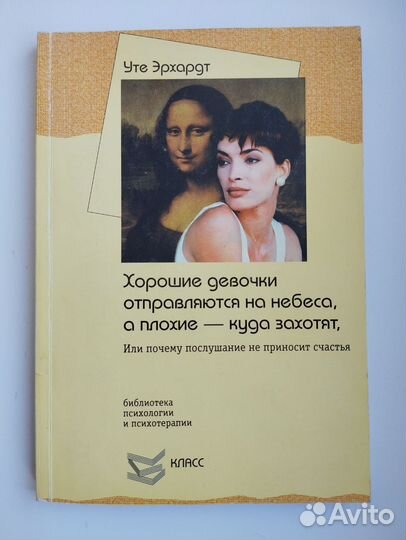 Уте Эрхардт
Хорошие девочки
отправляются на небеса,
а плохие — куда захотят,
Или почему послушание не приносит счастья
библиотека
психологии
и психотерапии
КЛАСС
Avito